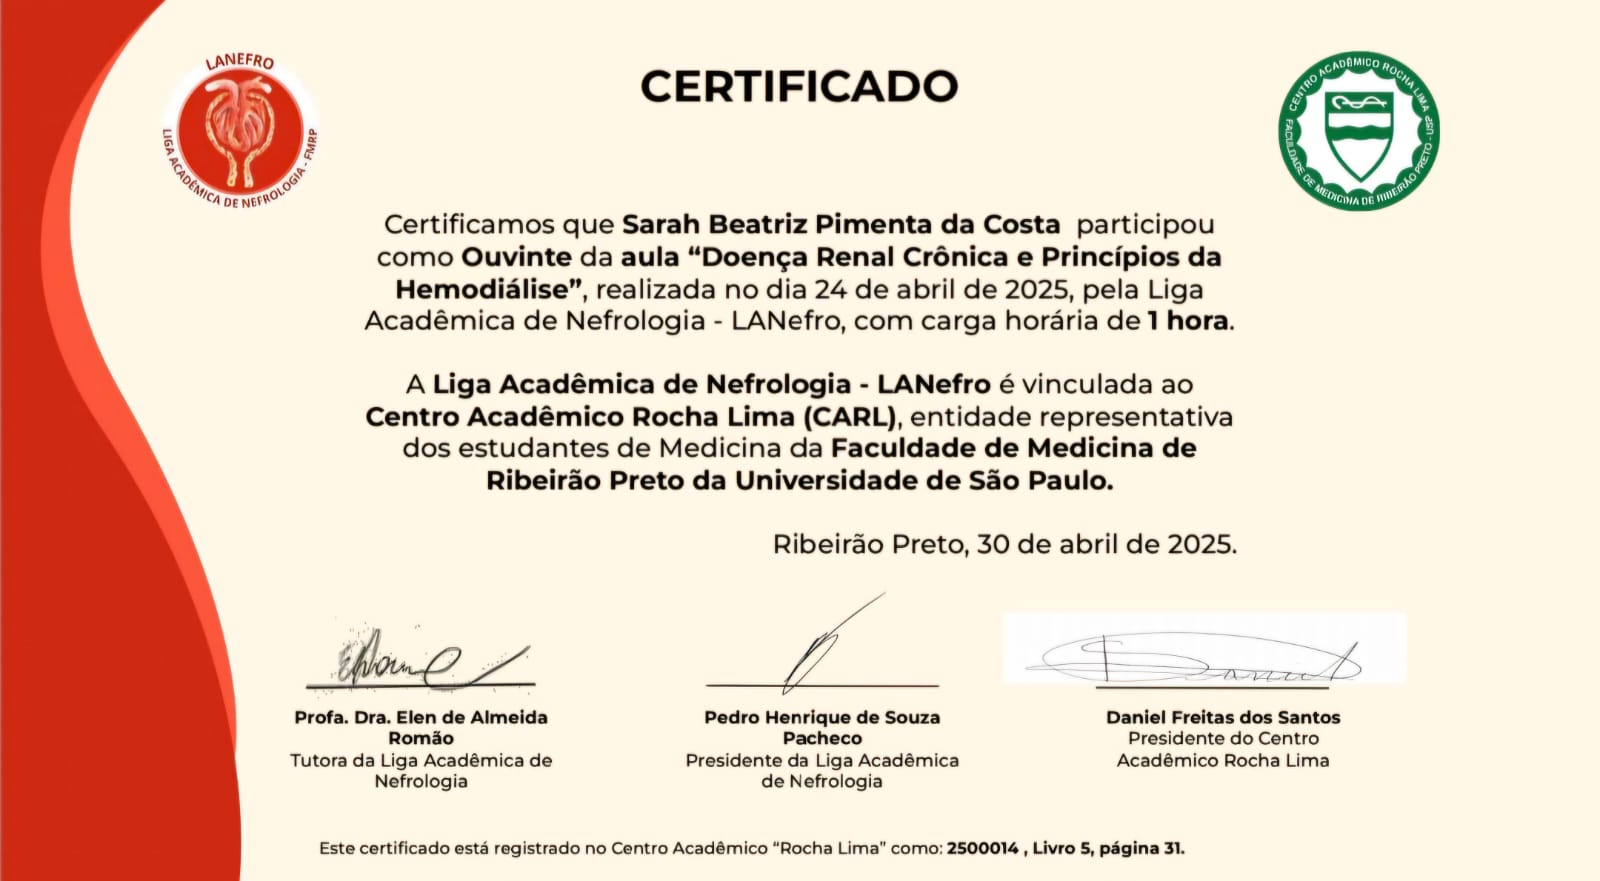 LANEFRO
LIGA ACADÊMICA DE NEFROLOGIA - FMRP
CERTIFICADO
CENTRO ACADÊMICO ROCHA LIMA USP
FACULDADE DE MEDICINA DE RIBEIRÃO PRETO
Certificamos que Sarah Beatriz Pimenta da Costa participou
como Ouvinte da aula “Doença Renal Crônica e Princípios da
Hemodiálise”, realizada no dia 24 de abril de 2025, pela Liga
Acadêmica de Nefrologia - LANefro, com carga horária de 1 hora.
A Liga Acadêmica de Nefrologia - LANefro é vinculada ao
Centro Acadêmico Rocha Lima (CARL), entidade representativa
dos estudantes de Medicina da Faculdade de Medicina de
Ribeirão Preto da Universidade de São Paulo.
Ribeirão Preto, 30 de abril de 2025.
Profa. Dra. Elen de Almeida
Romão
Tutora da Liga Acadêmica de
Nefrologia
Pedro Henrique de Souza
Pacheco
Presidente da Liga Acadêmica
de Nefrologia
Daniel Freitas dos Santos
Presidente do Centro
Acadêmico Rocha Lima
Este certificado está registrado no Centro Acadêmico “Rocha Lima” como: 2500014 , Livro 5, página 31.